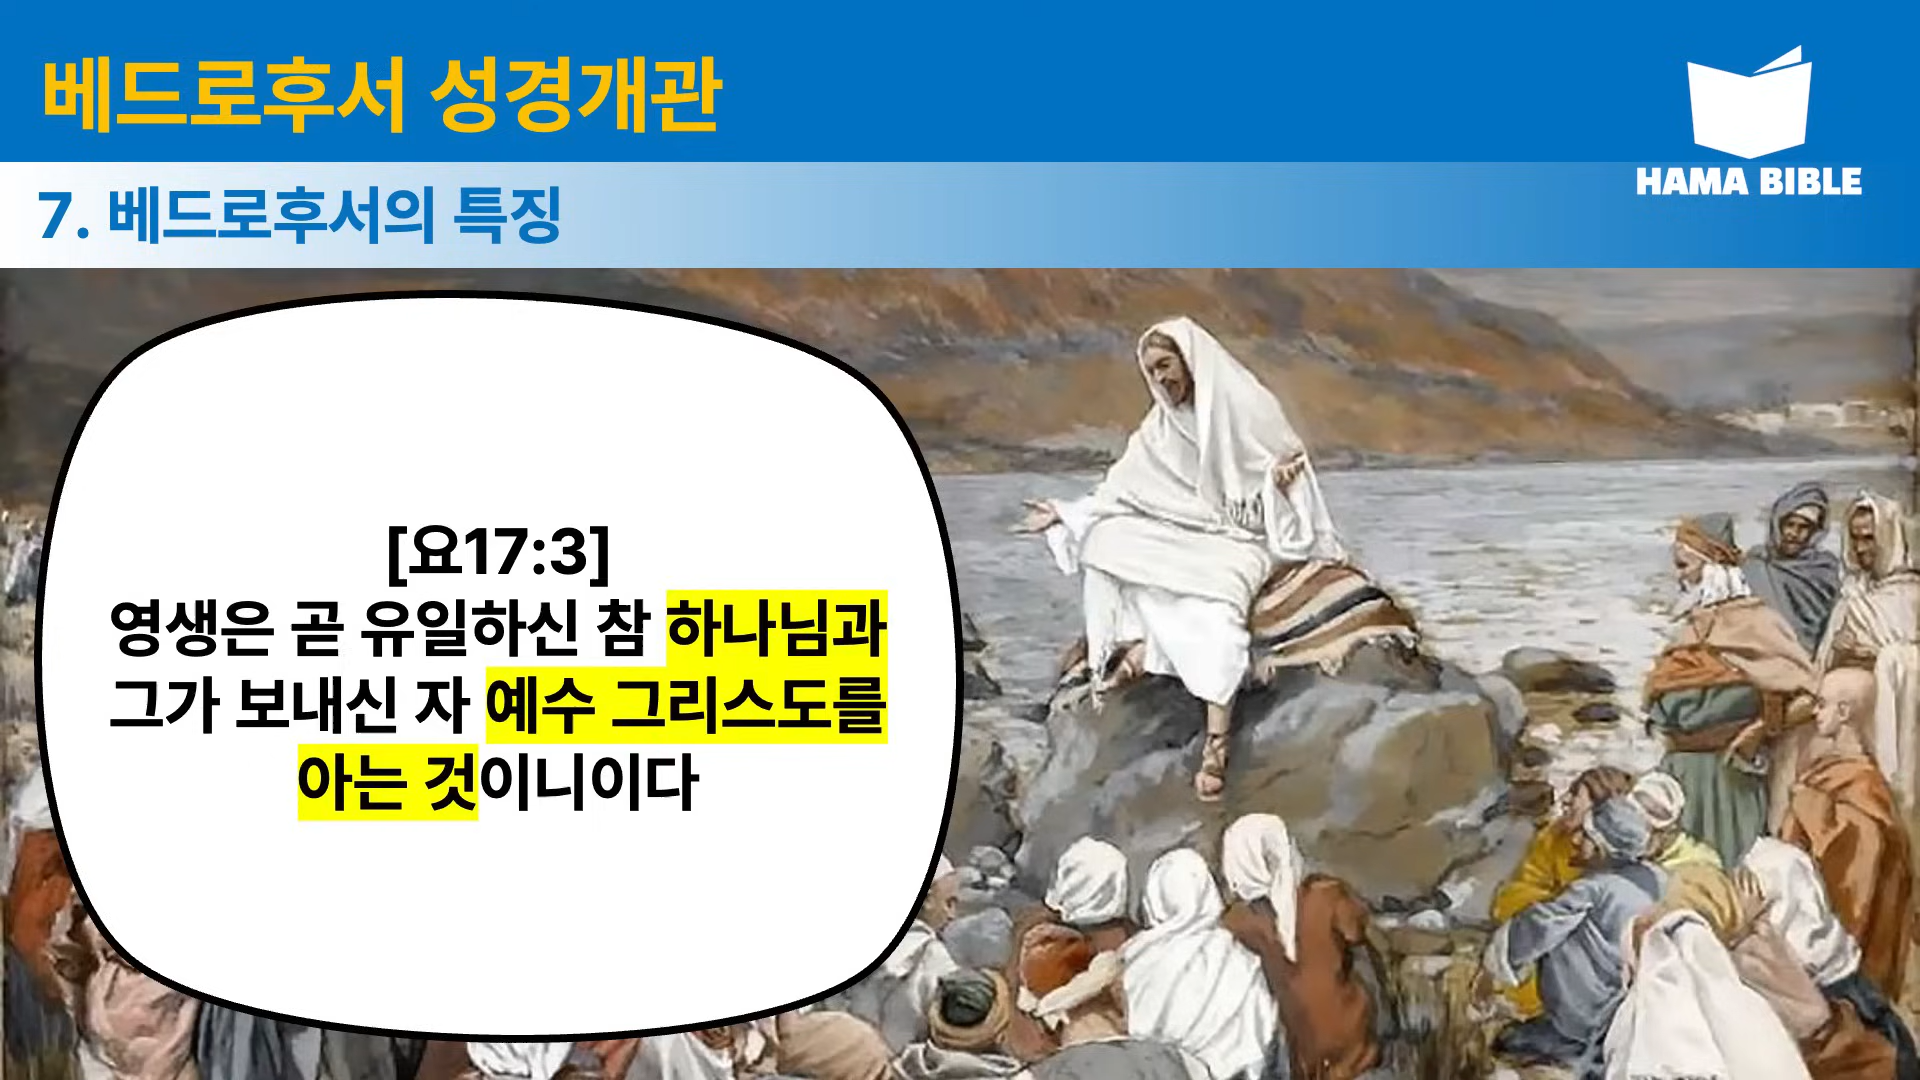 베드로후서 성경개관
HAMA BIBLE
7. 베드로후서의 특징
[요17:3]
영생은 곧 유일하신 참 하나님과
그가 보내신 자 예수 그리스도를
아는 것이니이다